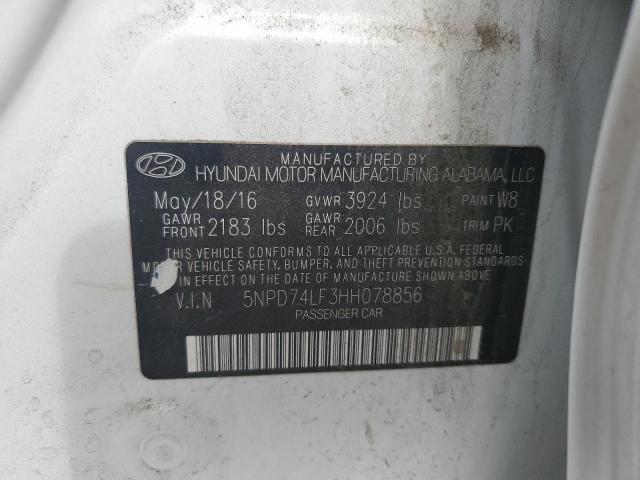 MANUFACTURED BY
HYUNDAI MOTOR MANUFACTURING ALABAMA, LLC
May/18/16 GVWR 3924 lbs PAINT W8
GAWR FRONT 2183 lbs GAWR REAR 2006 lbs TRIM PK
THIS VEHICLE CONFORMS TO ALL APPLICABLE U.S.A. FEDERAL
MOTOR VEHICLE SAFETY, BUMPER, AND THEFT PREVENTION STANDARDS
IN EFFECT ON THE DATE OF MANUFACTURE SHOWN ABOVE.
V.I.N 5NPD74LF3HH078856
PASSENGER CAR